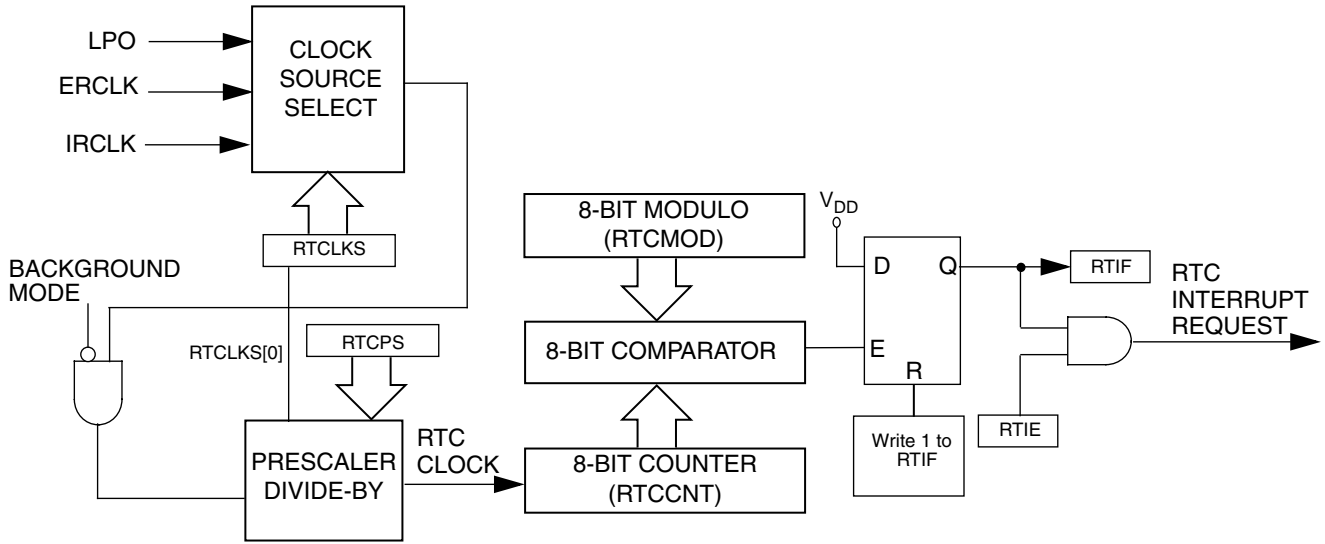 LPO
ERCLK
IRCLK
CLOCK
SOURCE
SELECT
RTCLKS
BACKGROUND
MODE
RTCLKS[0]
RTCPS
PRESCALER
DIVIDE-BY
RTC
CLOCK
8-BIT MODULO
(RTCMOD)
8-BIT COMPARATOR
8-BIT COUNTER
(RTCCNT)
VDD
D
Q
E
R
Write 1 to
RTIF
RTIF
RTIE
RTC
INTERRUPT
REQUEST